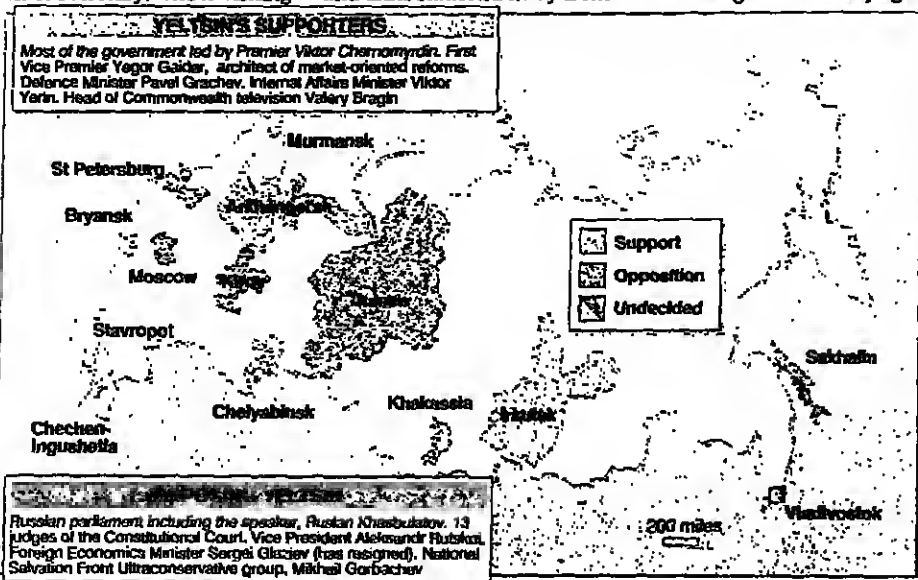 YELTSIN'S SUPPORTERS
Most of the government led by Premier Viktor Chernomyrdin. First
Vice Premier Yegor Gaidar, architect of market-oriented reforms.
Defence Minister Pavel Grachev. Internal Affairs Minister Viktor
Yerin. Head of Commonwealth television Valery Bragin
Murmansk
St Petersburg
Arkhangelsk
Bryansk
Moscow
Support
Opposition
Undecided
Stavropol
Sakhalin
Chelyabinsk
Khakassia
Irkutsk
Chechen-
Ingushetia
YELTSIN
Russian parliament including the speaker, Ruslan Khasbulatov. 13
judges of the Constitutional Court. Vice President Aleksandr Rutskoi.
Foreign Economics Minister Sergei Glaziev (has resigned). National
Salvation Front Ultraconservative group, Mikhail Gorbachev
200 miles
Vladivostok